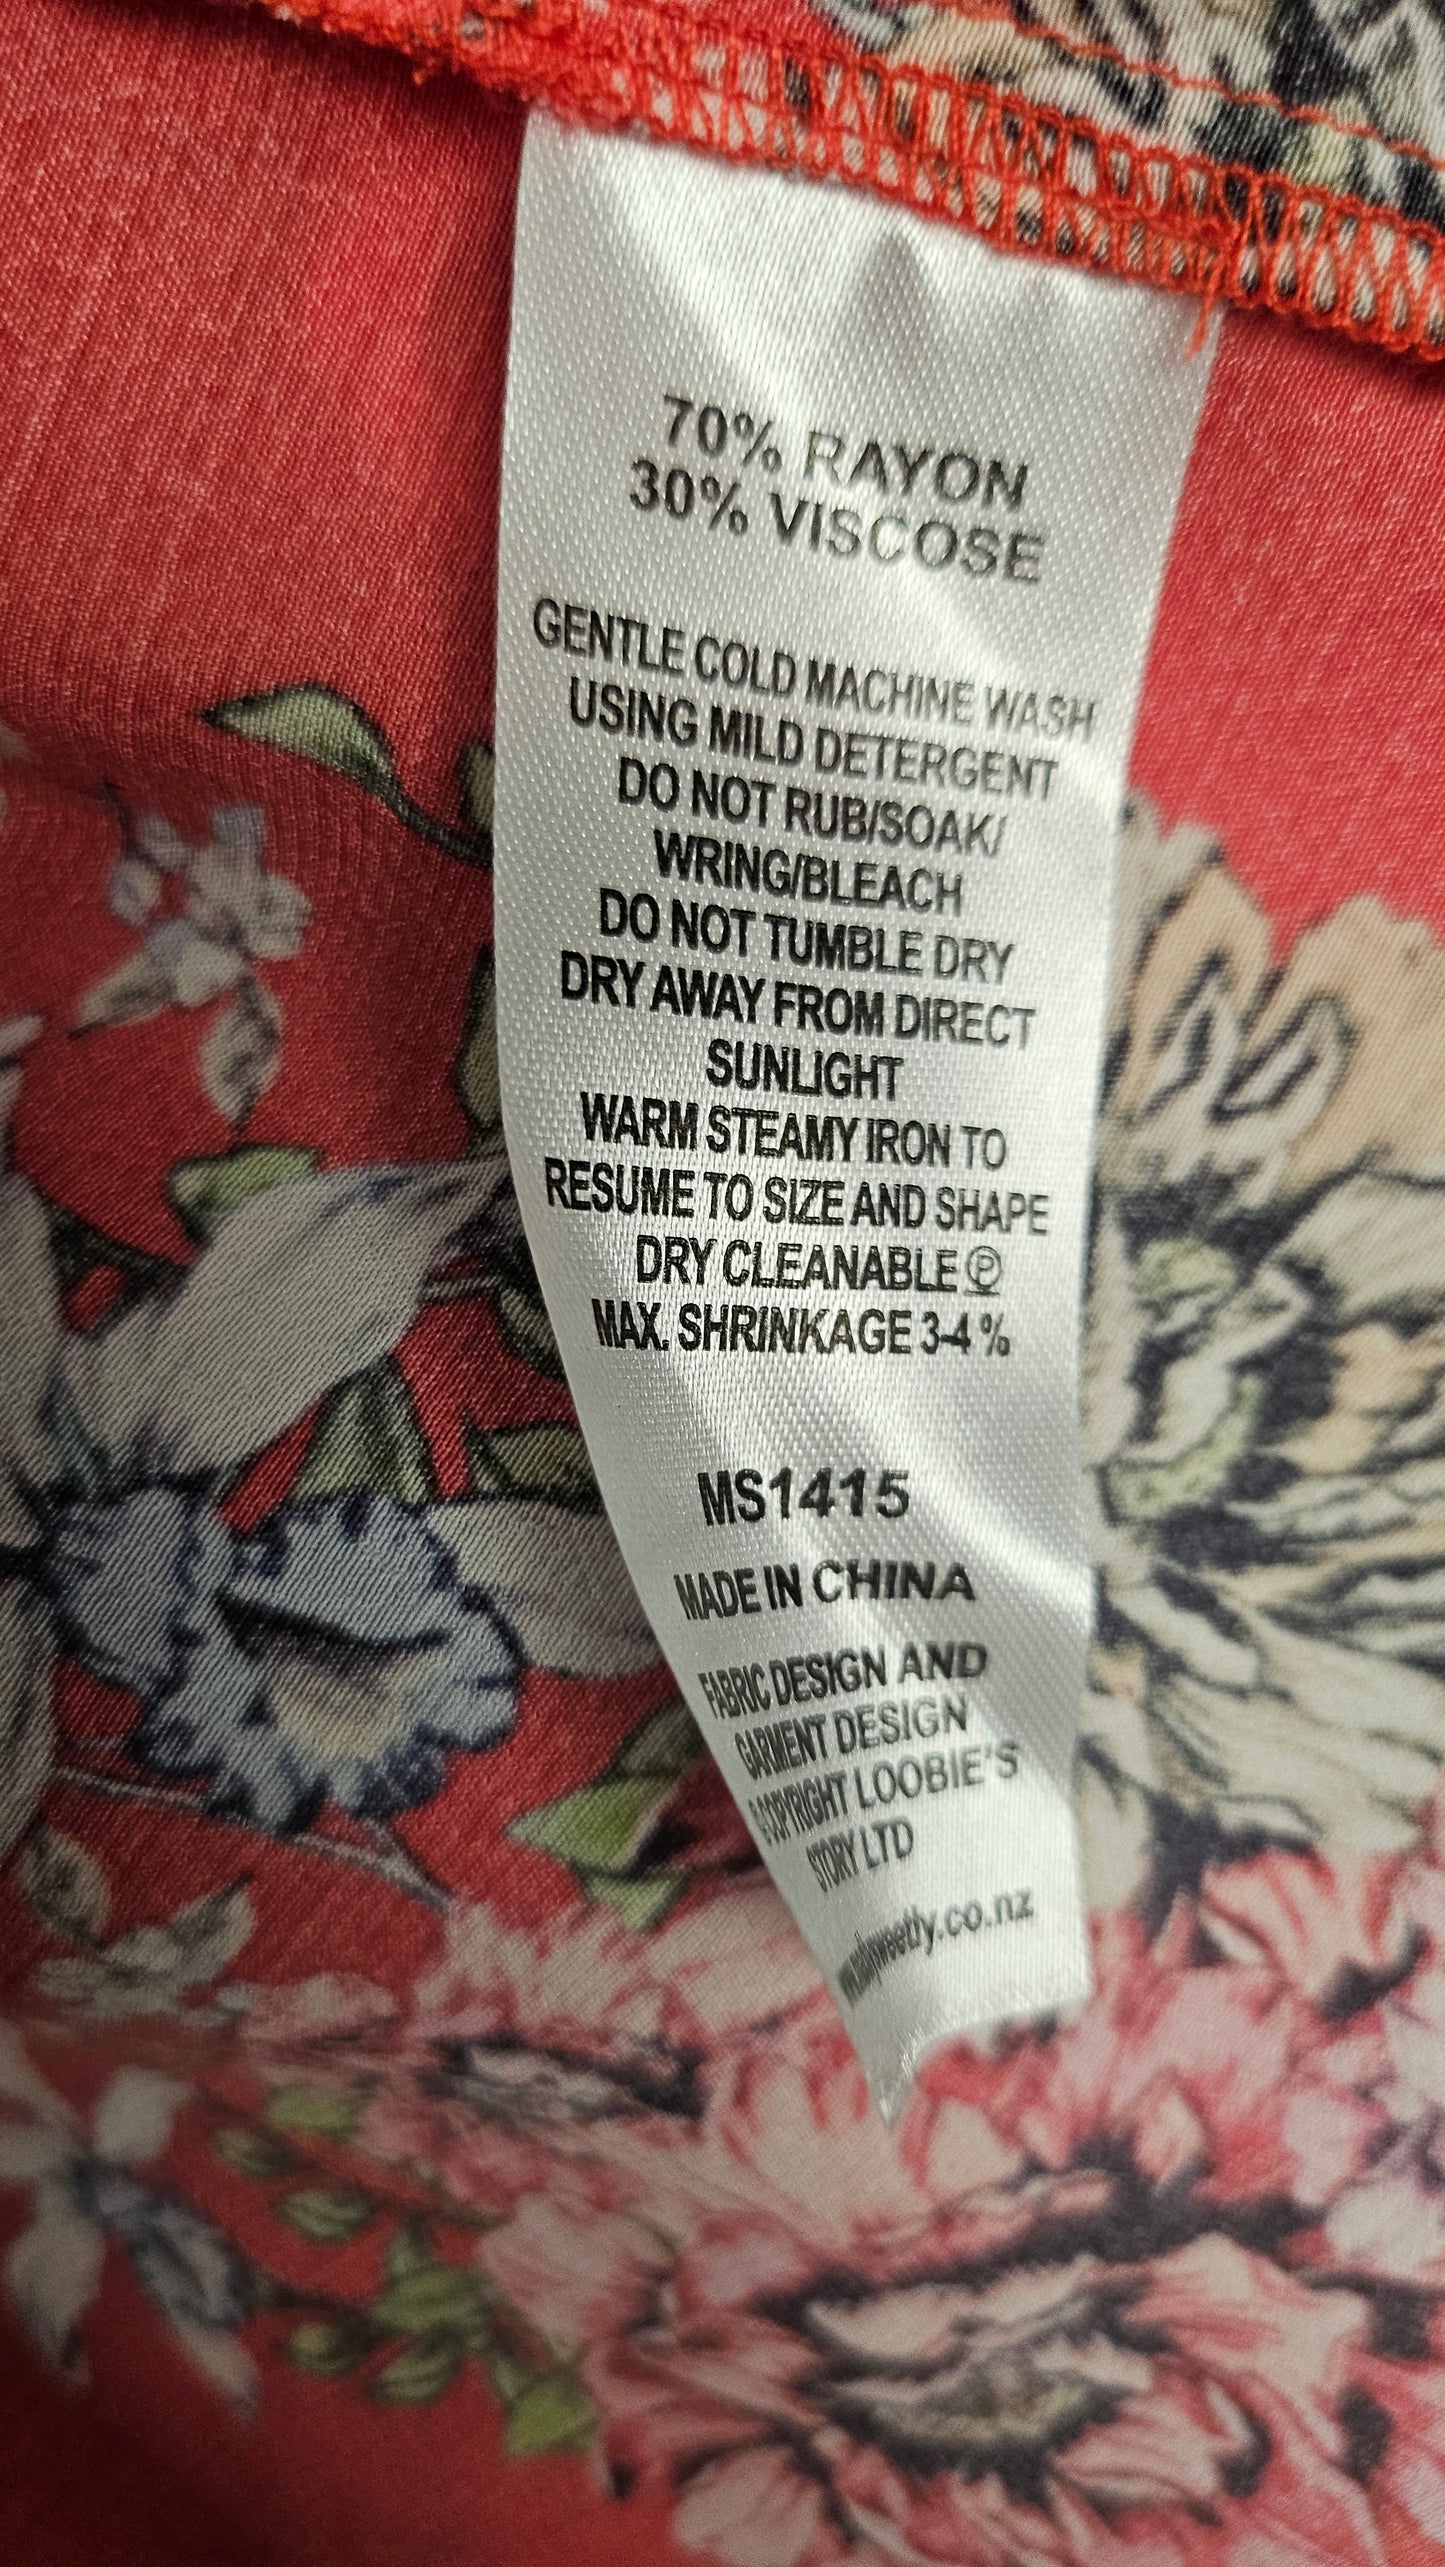 70% RAYON
30% VISCOSE
GENTLE COLD MACHINE WASH
USING MILD DETERGENT
DO NOT RUB/SOAK/
WRING/BLEACH
DO NOT TUMBLE DRY
DRY AWAY FROM DIRECT
SUNLIGHT
WARM STEAMY IRON TO
RESUME TO SIZE AND SHAPE
DRY CLEANABLE Ⓟ
MAX. SHRINKAGE 3-4 %
MS1415
MADE IN CHINA
FABRIC DESIGN AND
GARMENT DESIGN
©COPYRIGHT LOOBIE'S
STORY LTD